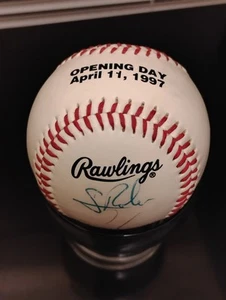 OPENING DAY
April 11, 1997
Rawlings®